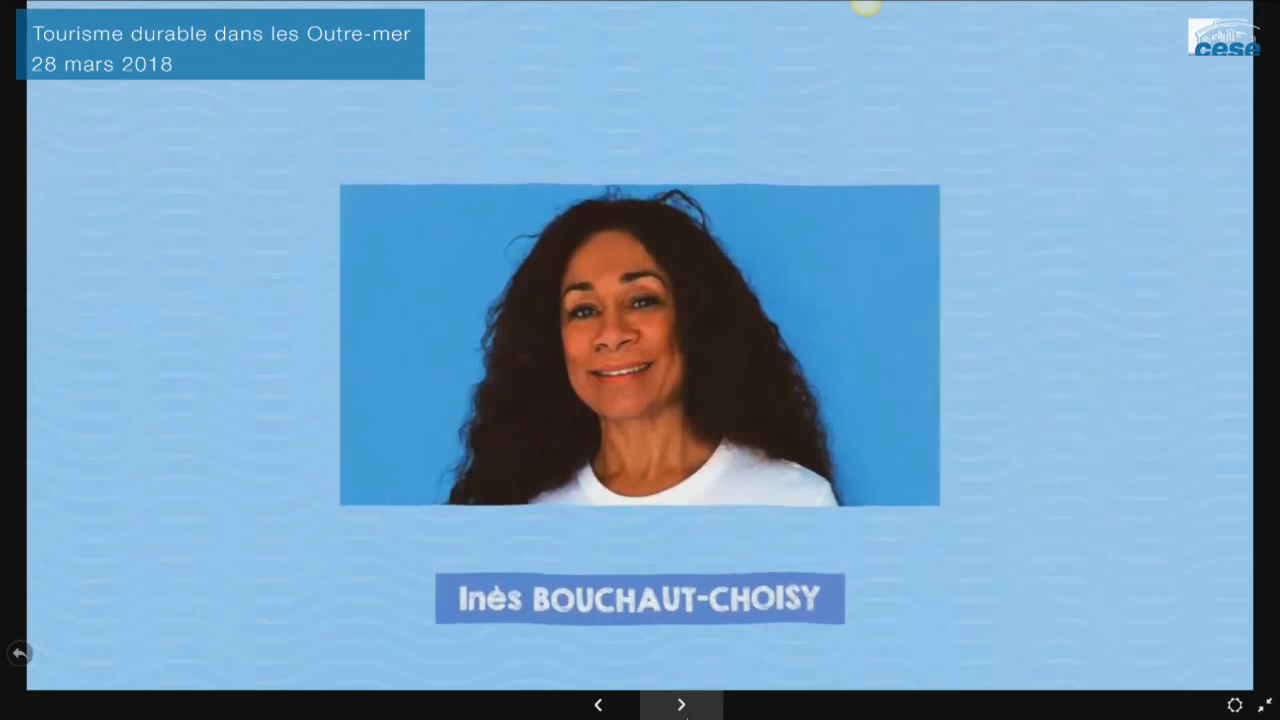 Tourisme durable dans les Outre-mer
28 mars 2018
cese
Inès BOUCHAUT-CHOISY